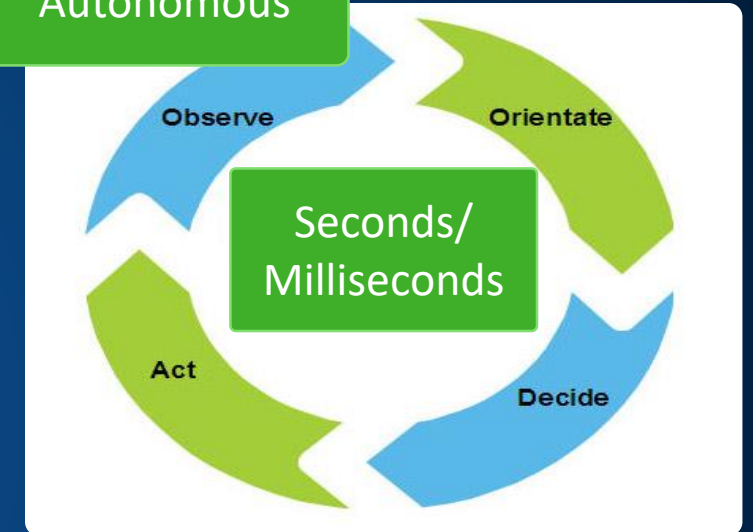 Autonomous
Observe
Orientate
Seconds/
Milliseconds
Act
Decide